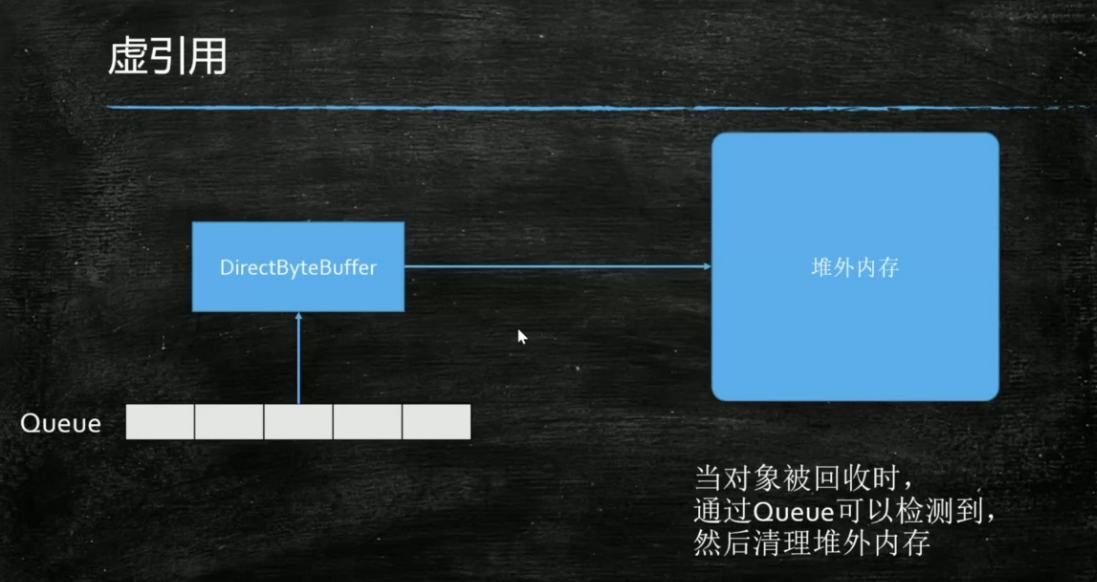 虚引用
DirectByteBuffer
堆外内存
Queue
当对象被回收时，
通过Queue可以检测到，
然后清理堆外内存